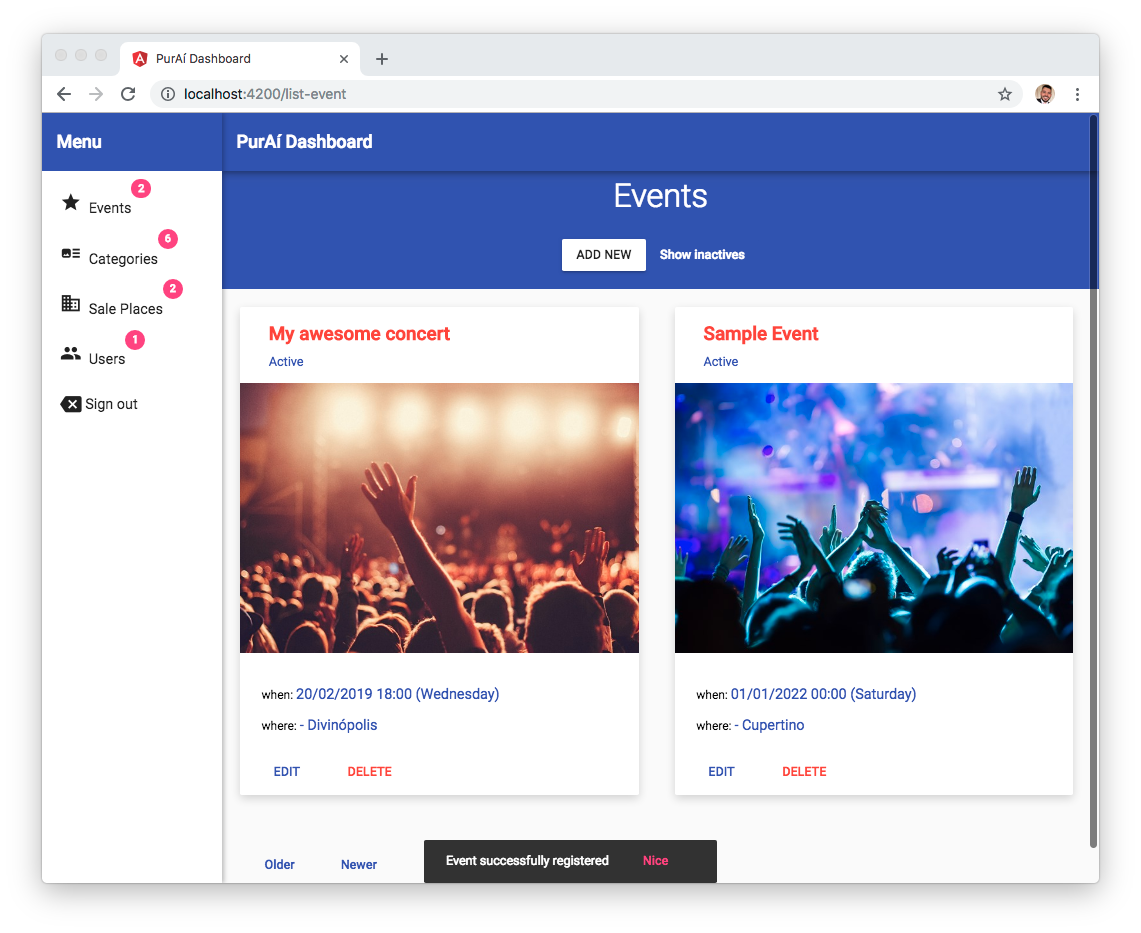 PurAí Dashboard
localhost:4200/list-event
Menu
PurAí Dashboard
Events 2
Categories 6
Sale Places 2
Users 1
Sign out
Events
ADD NEW Show inactives
My awesome concert
Active
when: 20/02/2019 18:00 (Wednesday)
where: - Divinópolis
EDIT DELETE
Sample Event
Active
when: 01/01/2022 00:00 (Saturday)
where: - Cupertino
EDIT DELETE
Older Newer
Event successfully registered Nice